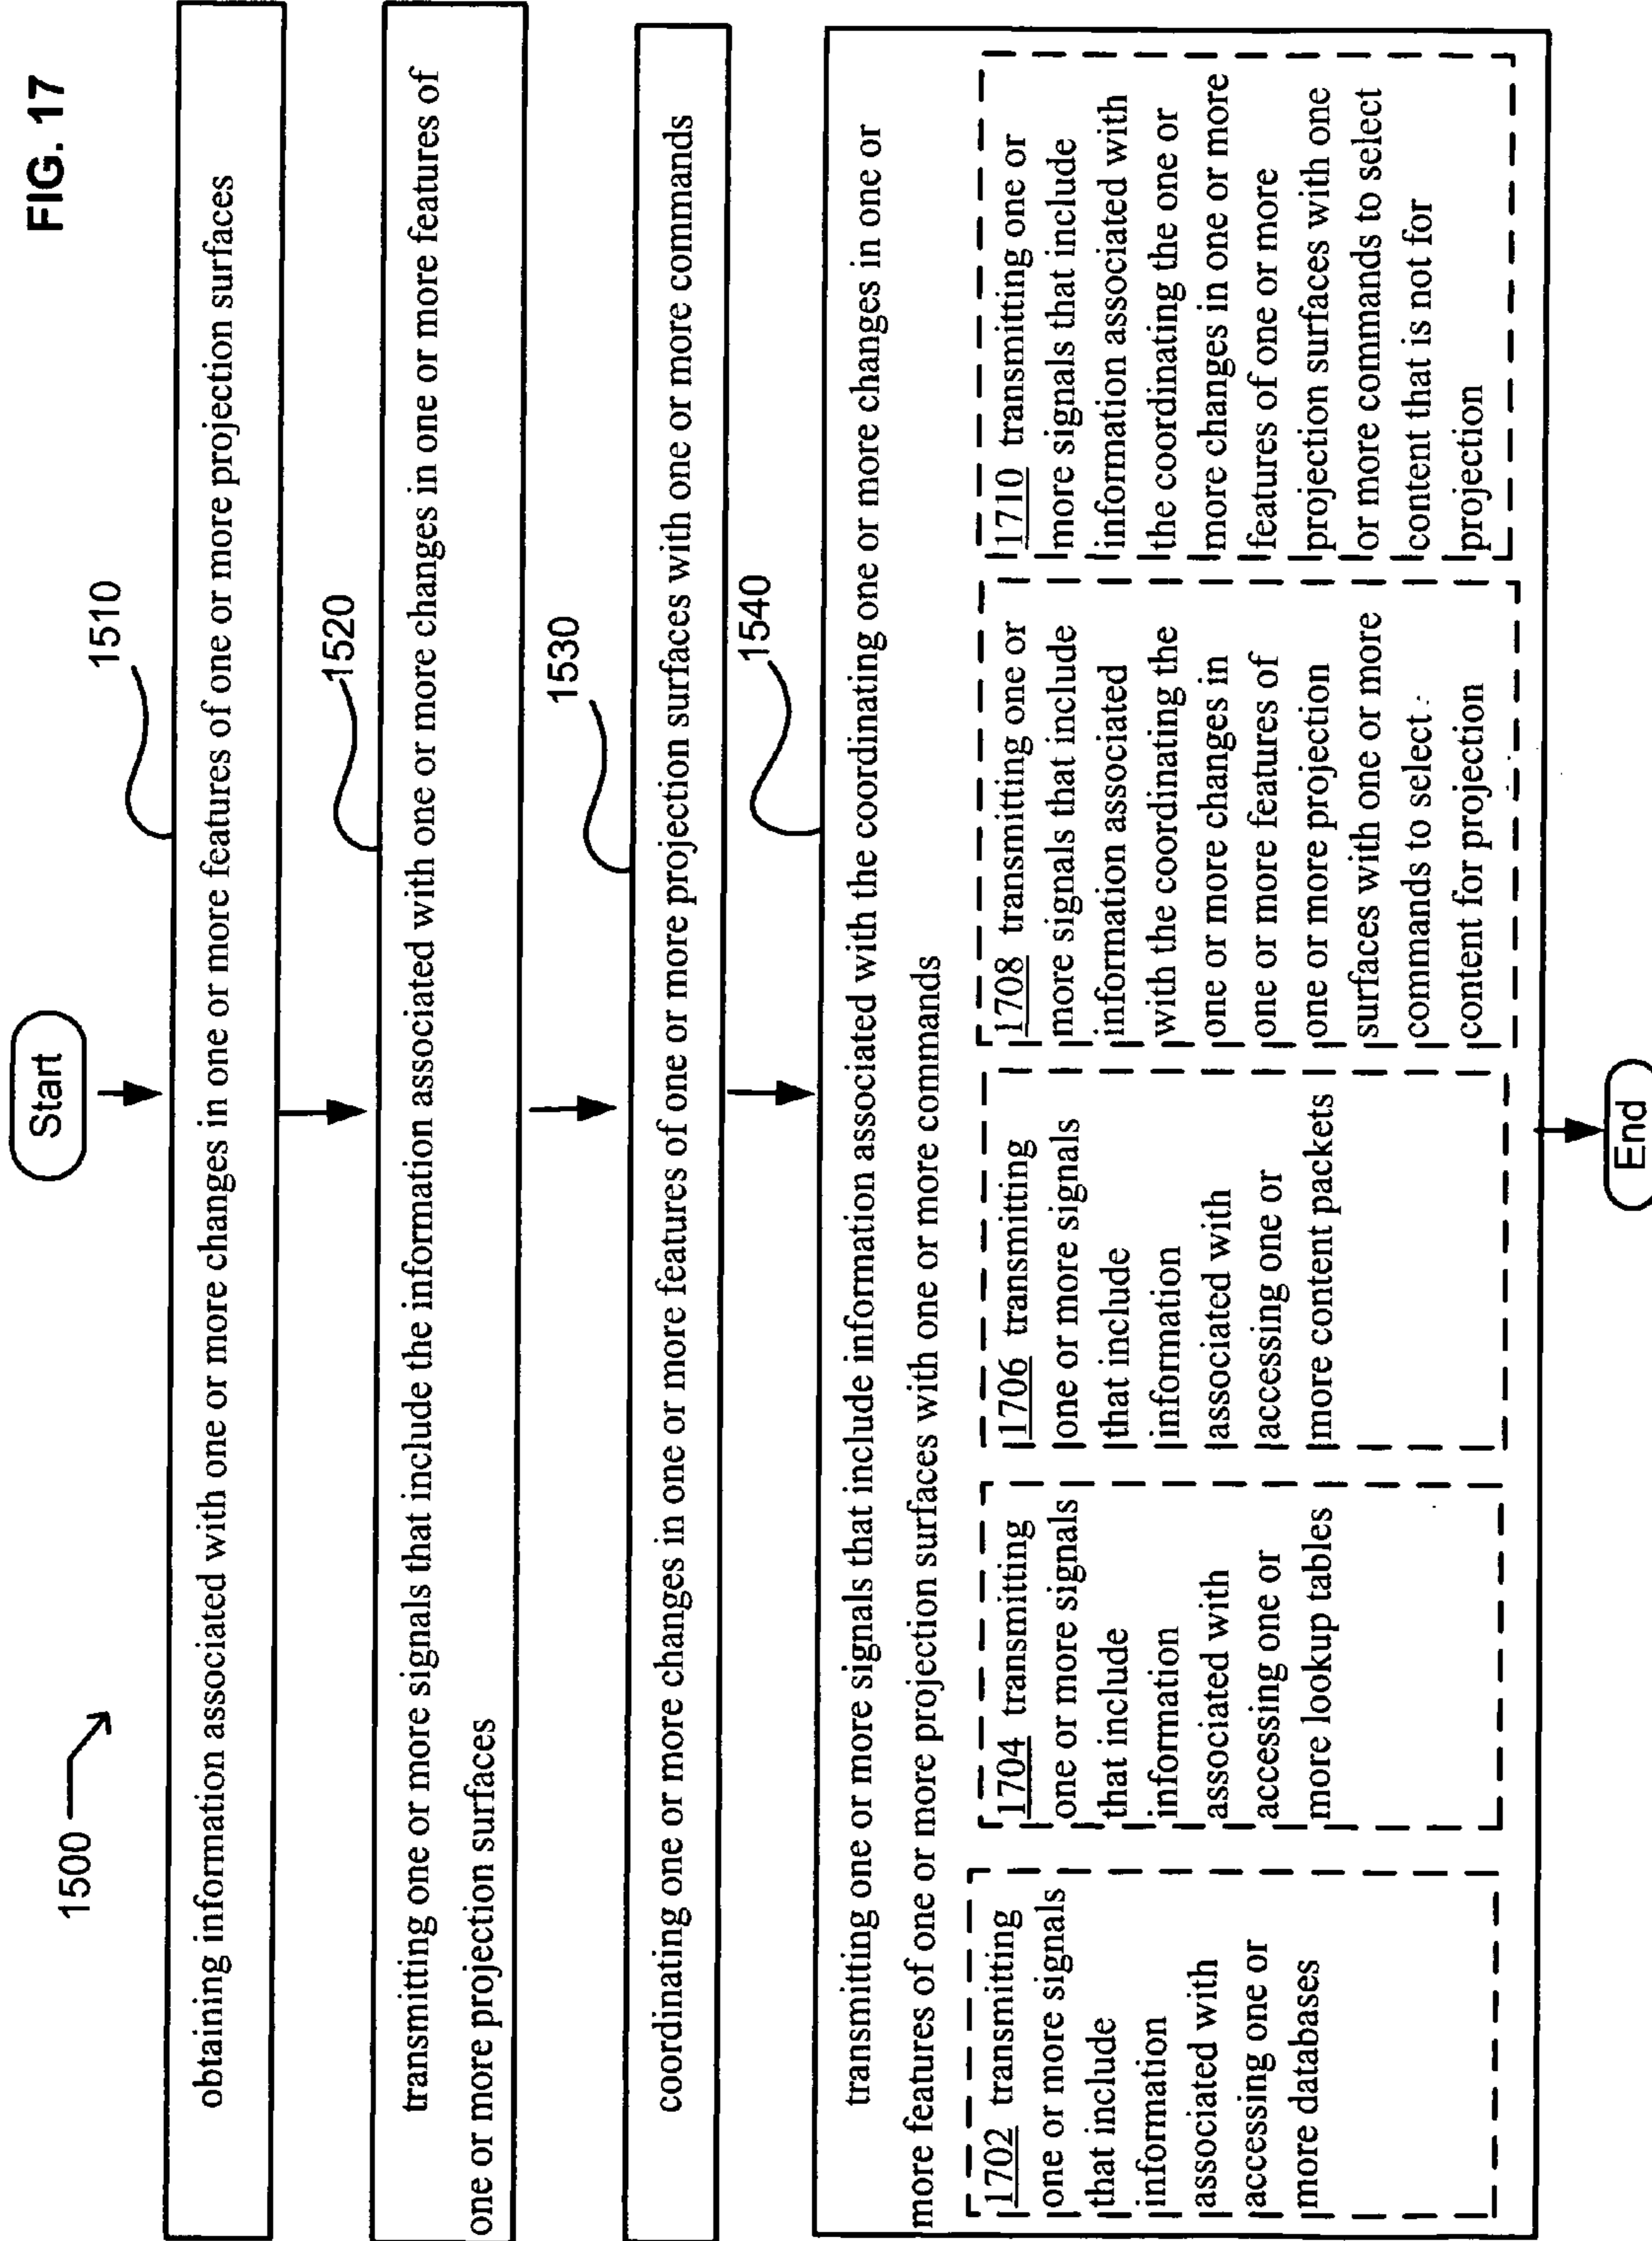 FIG. 17
1500
Start
1510
obtaining information associated with one or more changes in one or more features of one or more projection surfaces
1520
transmitting one or more signals that include the information associated with one or more changes in one or more features of
one or more projection surfaces
1530
coordinating one or more changes in one or more features of one or more projection surfaces with one or more commands
1540
transmitting one or more signals that include information associated with the coordinating one or more changes in one or
more features of one or more projection surfaces with one or more commands
1702 transmitting
one or more signals
that include
information
associated with
accessing one or
more databases
1704 transmitting
one or more signals
that include
information
associated with
accessing one or
more lookup tables
1706 transmitting
one or more signals
that include
information
associated with
accessing one or
more content packets
1708 transmitting one or
more signals that include
information associated
with the coordinating the
one or more changes in
one or more features of
one or more projection
surfaces with one or more
commands to select
content for projection
1710 transmitting one or
more signals that include
information associated with
the coordinating the one or
more changes in one or more
features of one or more
projection surfaces with one
or more commands to select
content that is not for
projection
End